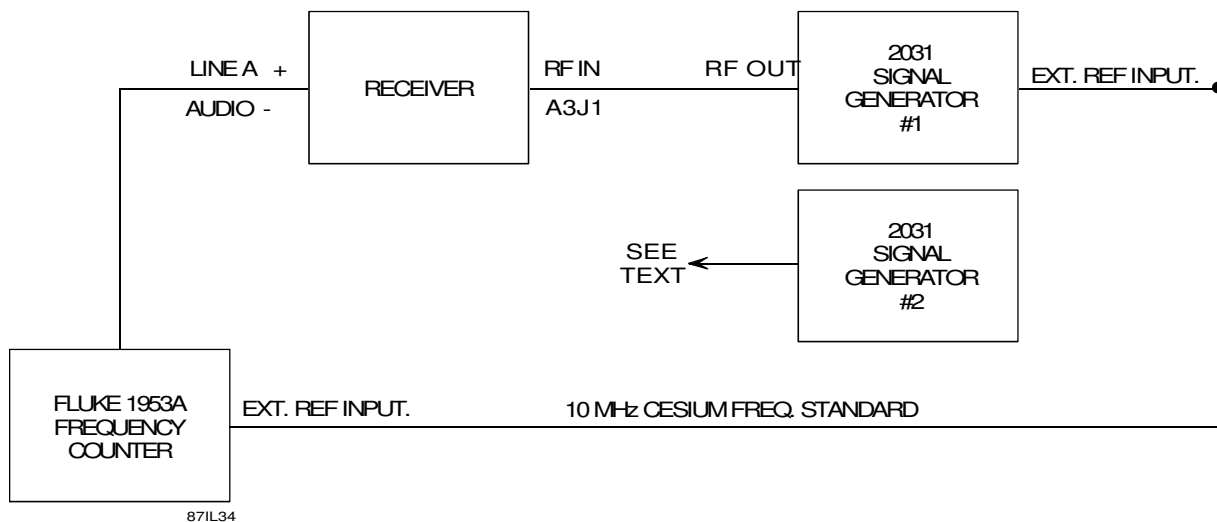 LINE A +
AUDIO -
RECEIVER
RF IN
A3J1
RF OUT
2031
SIGNAL
GENERATOR
#1
EXT. REF INPUT.
SEE
TEXT
2031
SIGNAL
GENERATOR
#2
FLUKE 1953A
FREQUENCY
COUNTER
EXT. REF INPUT.
10 MHz CESIUM FREQ. STANDARD
87IL34